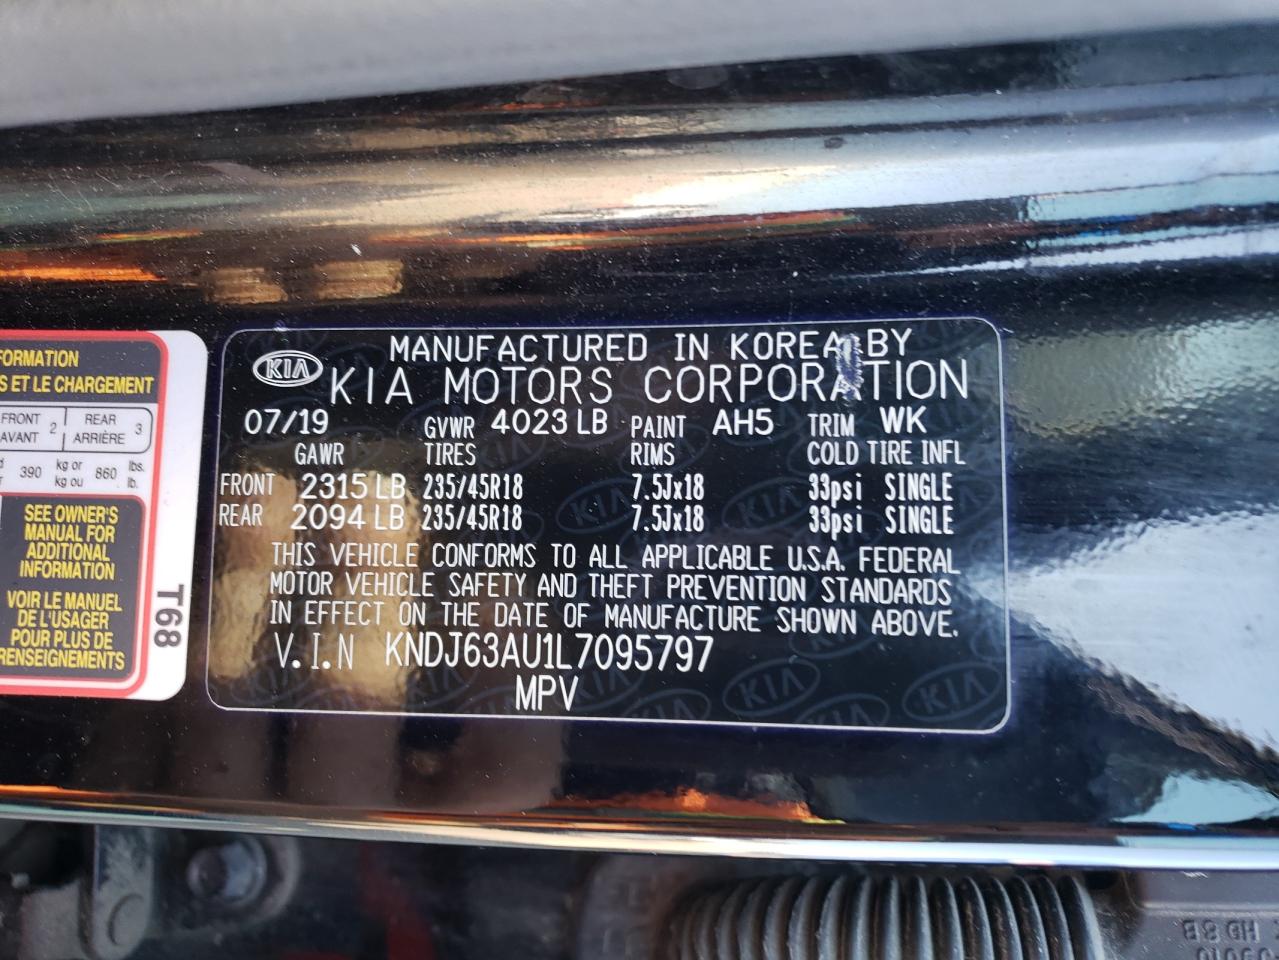 FORMATION
S ET LE CHARGEMENT
FRONT 2 REAR 3
AVANT ARRIÈRE
390 kg or 860 lbs.
kg ou lb.
SEE OWNER'S
MANUAL FOR
ADDITIONAL
INFORMATION
VOIR LE MANUEL
DE L'USAGER
POUR PLUS DE
RENSEIGNEMENTS
T68
MANUFACTURED IN KOREA BY
KIA KIA MOTORS CORPORATION
07/19 GVWR 4023 LB PAINT AH5 TRIM WK
GAWR TIRES RIMS COLD TIRE INFL
FRONT 2315 LB 235/45R18 7.5Jx18 33psi SINGLE
REAR 2094 LB 235/45R18 7.5Jx18 33psi SINGLE
THIS VEHICLE CONFORMS TO ALL APPLICABLE U.S.A. FEDERAL
MOTOR VEHICLE SAFETY AND THEFT PREVENTION STANDARDS
IN EFFECT ON THE DATE OF MANUFACTURE SHOWN ABOVE.
V.I.N KNDJ63AU1L7095797
MPV
HD &B